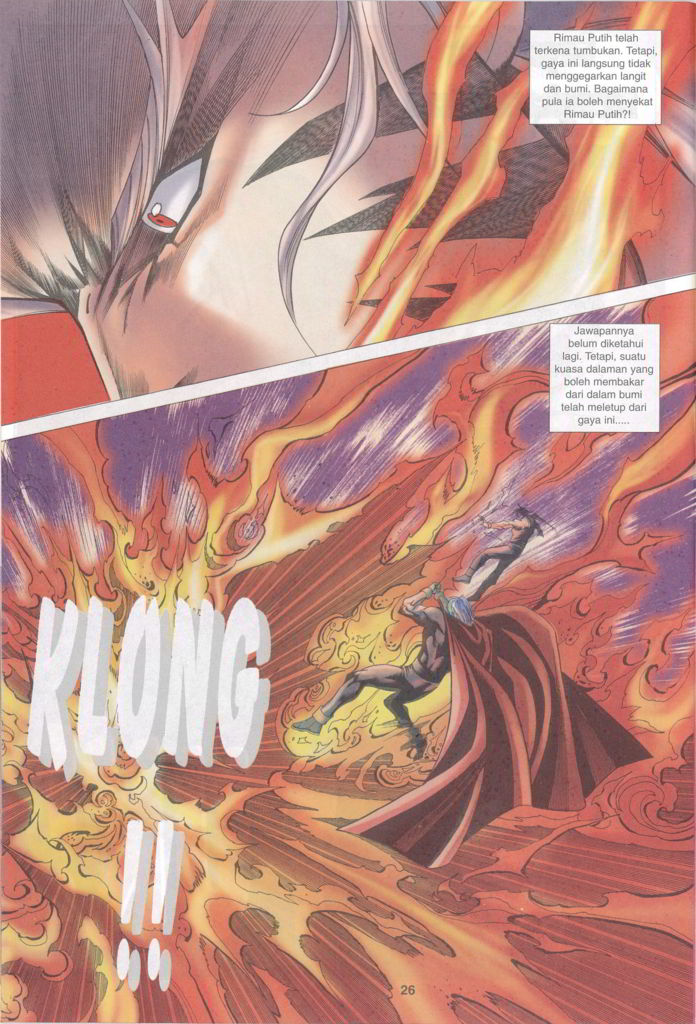 Rimau Putih telah
terkena tumbukan. Tetapi,
gaya ini langsung tidak
menggegarkan langit
dan bumi. Bagaimana
pula ia boleh menyekat
Rimau Putih?!
Jawapannya
belum diketahui
lagi. Tetapi, suatu
kuasa dalaman yang
boleh membakar
dari dalam bumi
telah meletup dari
gaya ini.....
KLONG
!!
26